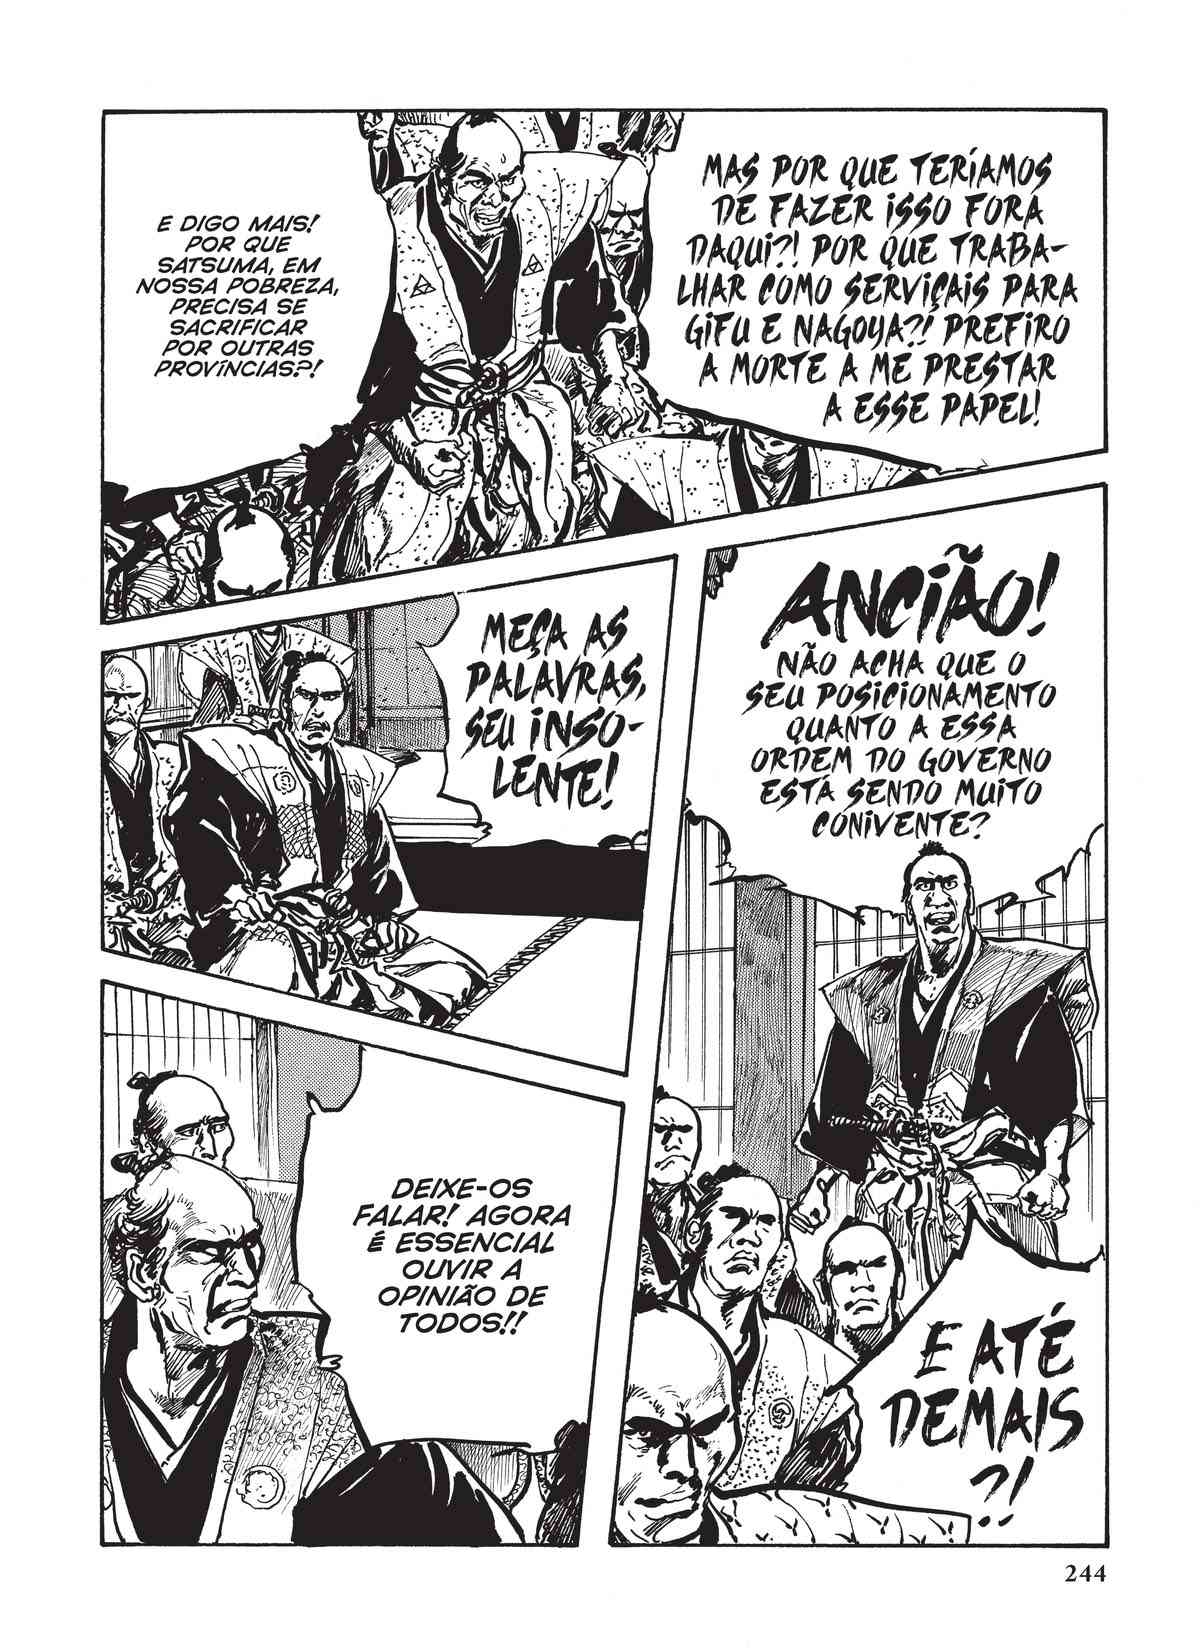 MAS POR QUE TERÍAMOS
DE FAZER ISSO FORA
DAQUI?! POR QUE TRABA-
LHAR COMO SERVIÇAIS PARA
GIFU E NAGOYA?! PREFIRO
A MORTE A ME PRESTAR
A ESSE PAPEL!
E DIGO MAIS!
POR QUE
SATSUMA, EM
NOSSA POBREZA,
PRECISA SE
SACRIFICAR
POR OUTRAS
PROVÍNCIAS?!
ANCIÃO!
NÃO ACHA QUE O
SEU POSICIONAMENTO
QUANTO A ESSA
ORDEM DO GOVERNO
ESTÁ SENDO MUITO
CONIVENTE?
E ATÉ
DEMAIS
?!
MEÇA AS
PALAVRAS,
SEU INSO-
LENTE!
DEIXE-OS
FALAR! AGORA
É ESSENCIAL
OUVIR A
OPINIÃO DE
TODOS!!
244